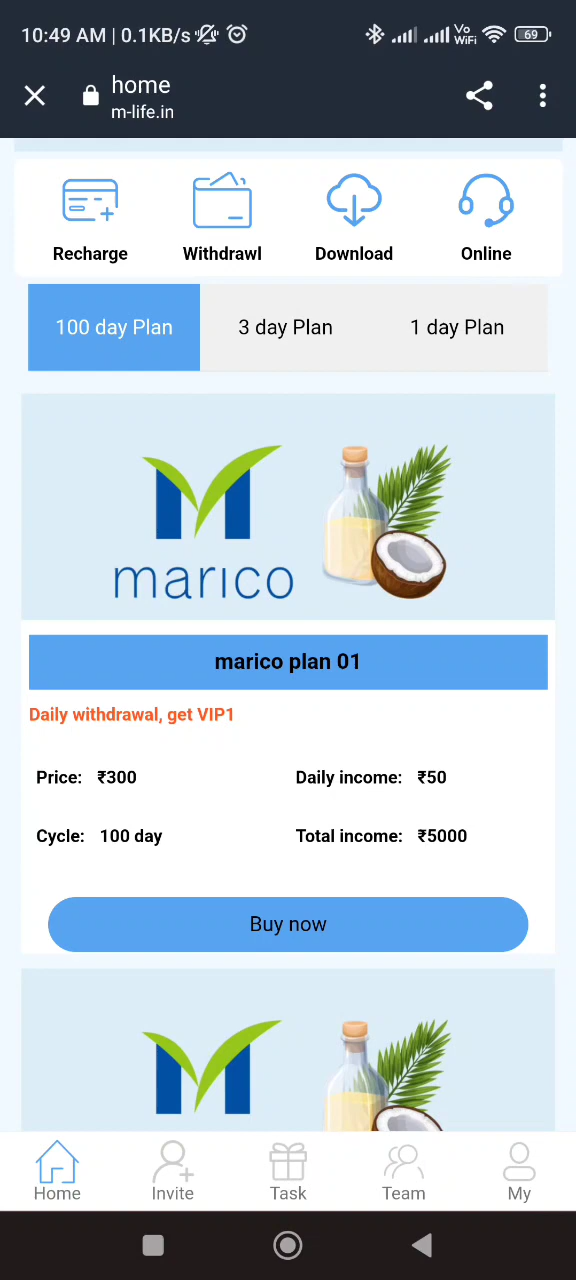 10:49 AM | 0.1KB/s
Vo WiFi
69
home
m-life.in
Recharge Withdrawl Download Online
100 day Plan 3 day Plan 1 day Plan
marico
marico plan 01
Daily withdrawal, get VIP1
Price: ₹300 Daily income: ₹50
Cycle: 100 day Total income: ₹5000
Buy now
Home Invite Task Team My